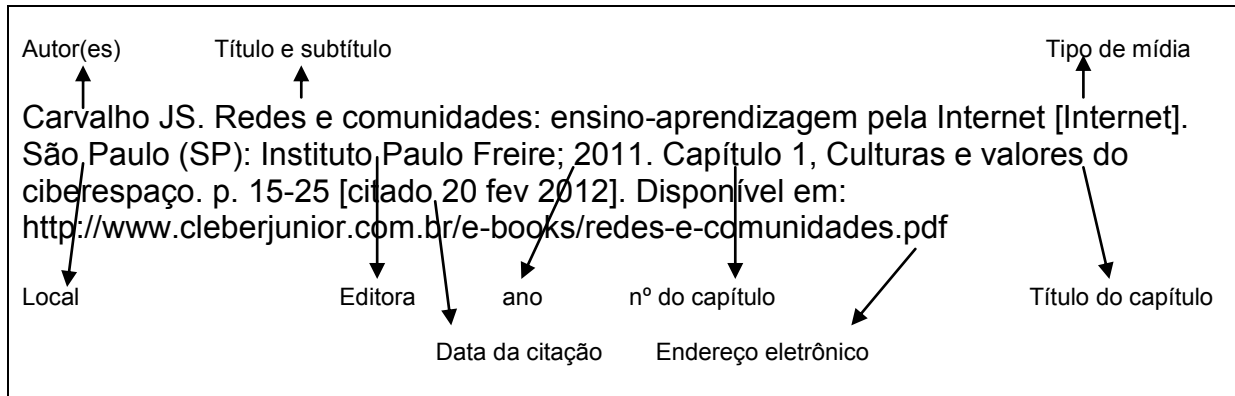 Autor(es) Título e subtítulo Tipo de mídia
Carvalho JS. Redes e comunidades: ensino-aprendizagem pela Internet [Internet].
São Paulo (SP): Instituto Paulo Freire; 2011. Capítulo 1, Culturas e valores do
ciberespaço. p. 15-25 [citado 20 fev 2012]. Disponível em:
http://www.cleberjunior.com.br/e-books/redes-e-comunidades.pdf
Local Editora ano nº do capítulo Título do capítulo
Data da citação Endereço eletrônico